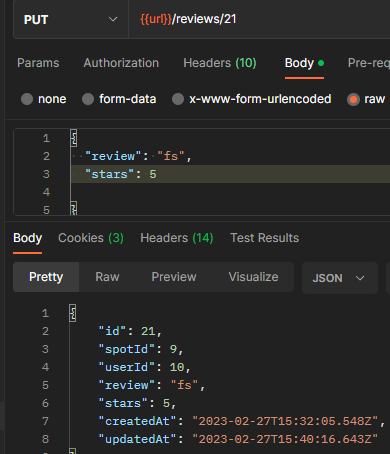 PUT {{url}}/reviews/21
Params Authorization Headers (10) Body Pre-req
none form-data x-www-form-urlencoded raw
1 {
2 "review": "fs",
3 "stars": 5
4
5 }
Body Cookies (3) Headers (14) Test Results
Pretty Raw Preview Visualize JSON
1 {
2 "id": 21,
3 "spotId": 9,
4 "userId": 10,
5 "review": "fs",
6 "stars": 5,
7 "createdAt": "2023-02-27T15:32:05.548Z",
8 "updatedAt": "2023-02-27T15:40:16.643Z"
9 }